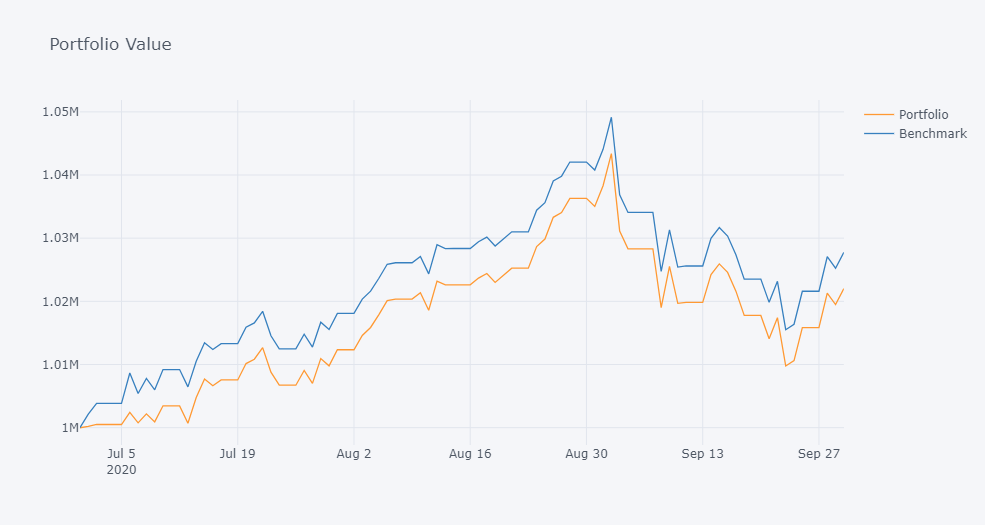 Portfolio Value
1.05M
1.04M
1.03M
1.02M
1.01M
1M
Jul 5
2020
Jul 19
Aug 2
Aug 16
Aug 30
Sep 13
Sep 27
Portfolio
Benchmark